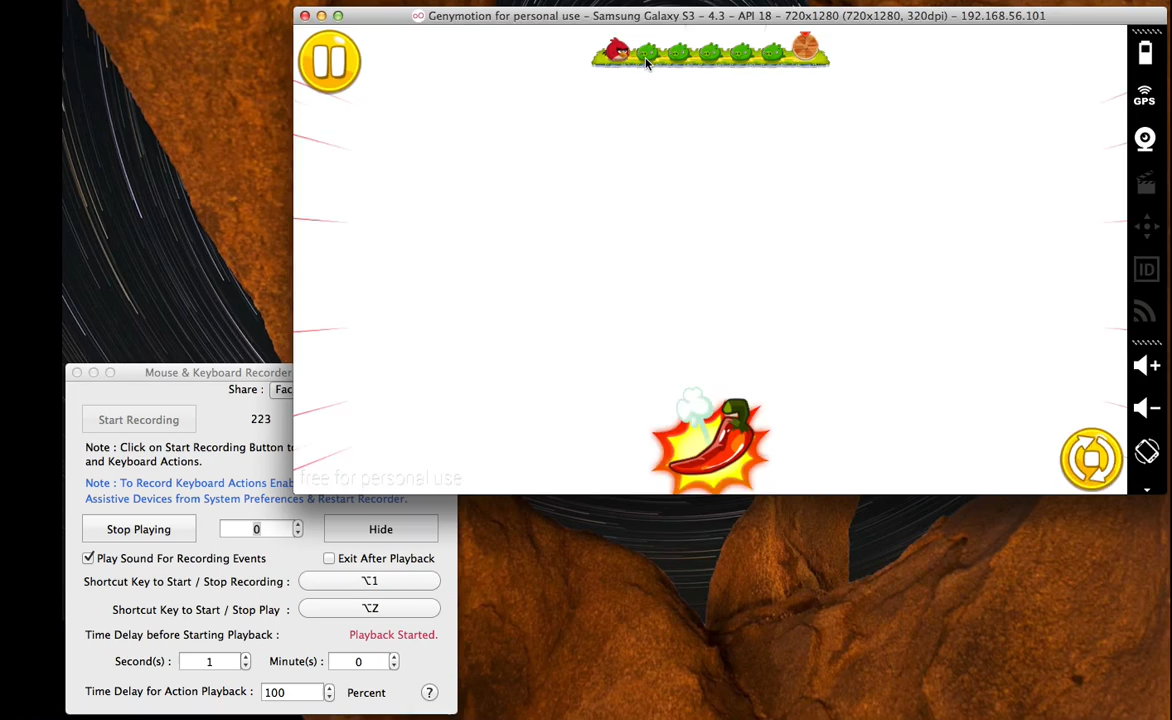 Genymotion for personal use – Samsung Galaxy S3 - 4.3 - API 18 - 720x1280 (720x1280, 320dpi) – 192.168.56.101
GPS
ID
free for personal use
Mouse & Keyboard Recorder
Share : Fac
Start Recording 223
Note : Click on Start Recording Button to
and Keyboard Actions.
Note : To Record Keyboard Actions Enab
Assistive Devices from System Preferences & Restart Recorder.
Stop Playing 0 Hide
Play Sound For Recording Events Exit After Playback
Shortcut Key to Start / Stop Recording : ⌥1
Shortcut Key to Start / Stop Play : ⌥Z
Time Delay before Starting Playback : Playback Started.
Second(s) : 1 Minute(s) : 0
Time Delay for Action Playback : 100 Percent ?